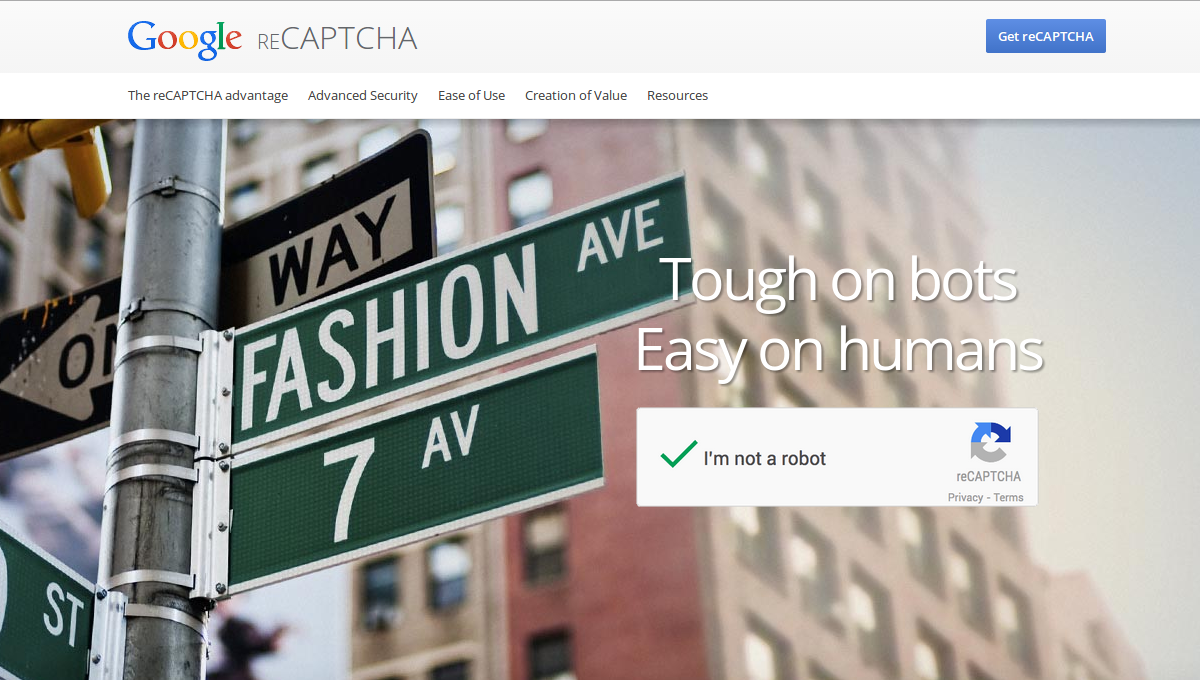 Google reCAPTCHA
Get reCAPTCHA
The reCAPTCHA advantage
Advanced Security
Ease of Use
Creation of Value
Resources
WAY
FASHION AVE
7 AV
ST
Tough on bots
Easy on humans
I'm not a robot
reCAPTCHA
Privacy - Terms